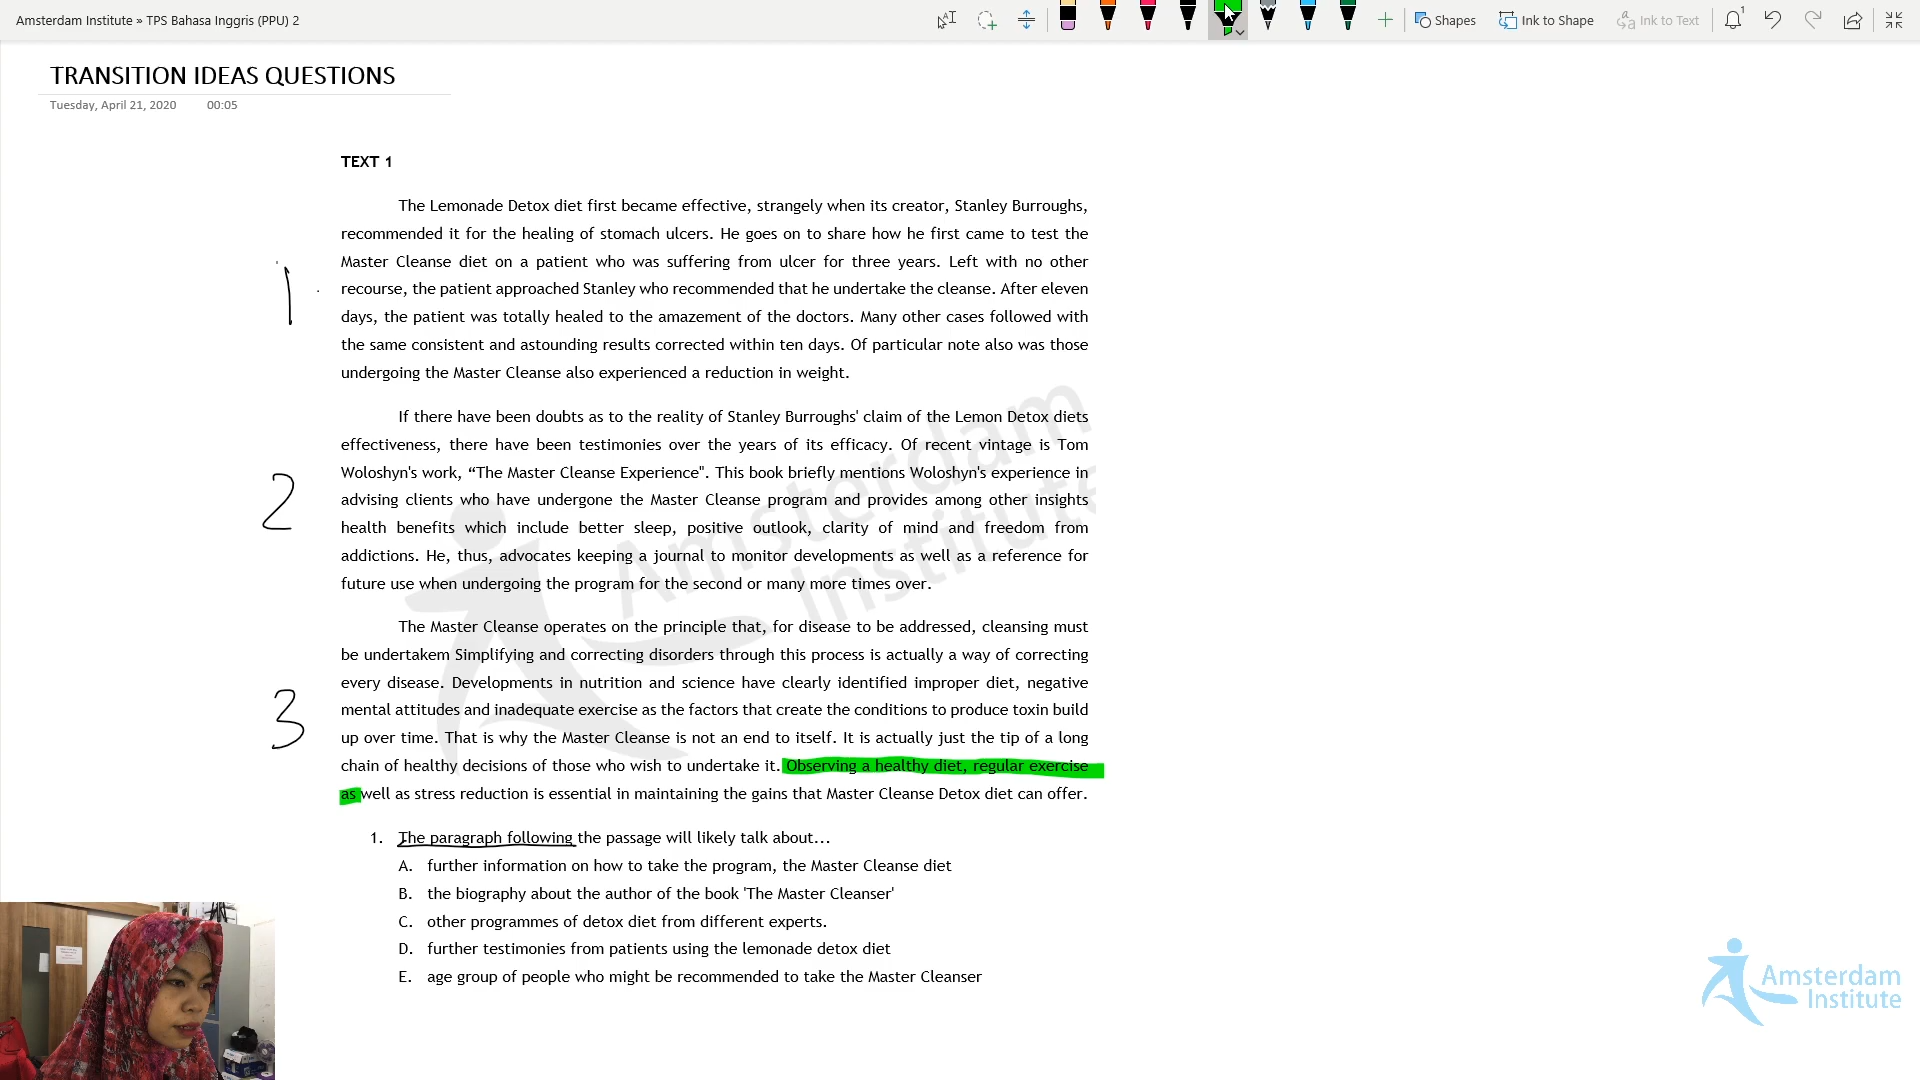 Amsterdam Institute » TPS Bahasa Inggris (PPU) 2
Shapes
Ink to Shape
Ink to Text
1
TRANSITION IDEAS QUESTIONS
Tuesday, April 21, 2020 00:05
TEXT 1
The Lemonade Detox diet first became effective, strangely when its creator, Stanley Burroughs,
recommended it for the healing of stomach ulcers. He goes on to share how he first came to test the
Master Cleanse diet on a patient who was suffering from ulcer for three years. Left with no other
recourse, the patient approached Stanley who recommended that he undertake the cleanse. After eleven
days, the patient was totally healed to the amazement of the doctors. Many other cases followed with
the same consistent and astounding results corrected within ten days. Of particular note also was those
undergoing the Master Cleanse also experienced a reduction in weight.
1
If there have been doubts as to the reality of Stanley Burroughs' claim of the Lemon Detox diets
effectiveness, there have been testimonies over the years of its efficacy. Of recent vintage is Tom
Woloshyn's work, “The Master Cleanse Experience". This book briefly mentions Woloshyn's experience in
advising clients who have undergone the Master Cleanse program and provides among other insights
health benefits which include better sleep, positive outlook, clarity of mind and freedom from
addictions. He, thus, advocates keeping a journal to monitor developments as well as a reference for
future use when undergoing the program for the second or many more times over.
2
The Master Cleanse operates on the principle that, for disease to be addressed, cleansing must
be undertakem Simplifying and correcting disorders through this process is actually a way of correcting
every disease. Developments in nutrition and science have clearly identified improper diet, negative
mental attitudes and inadequate exercise as the factors that create the conditions to produce toxin build
up over time. That is why the Master Cleanse is not an end to itself. It is actually just the tip of a long
chain of healthy decisions of those who wish to undertake it. Observing a healthy diet, regular exercise
as well as stress reduction is essential in maintaining the gains that Master Cleanse Detox diet can offer.
3
1. The paragraph following the passage will likely talk about...
A. further information on how to take the program, the Master Cleanse diet
B. the biography about the author of the book 'The Master Cleanser'
C. other programmes of detox diet from different experts.
D. further testimonies from patients using the lemonade detox diet
E. age group of people who might be recommended to take the Master Cleanser
Amsterdam
Institute
Amsterdam
Institute